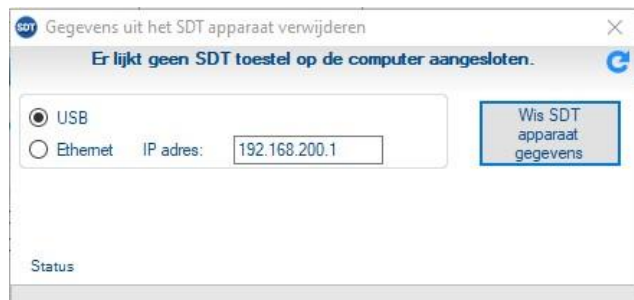 SDT Gegevens uit het SDT apparaat verwijderen
Er lijkt geen SDT toestel op de computer aangesloten.
USB
Ethernet IP adres: 192.168.200.1
Wis SDT
apparaat
gegevens
Status